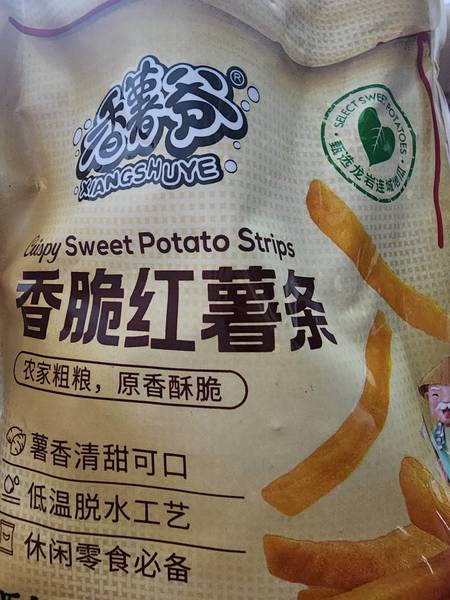 香薯爷®
XIANGSHUYE
SELECT SWEET POTATOES
甄选龙岩连城地瓜
Crispy Sweet Potato Strips
香脆红薯条
农家粗粮，原香酥脆
薯香清甜可口
低温脱水工艺
休闲零食必备